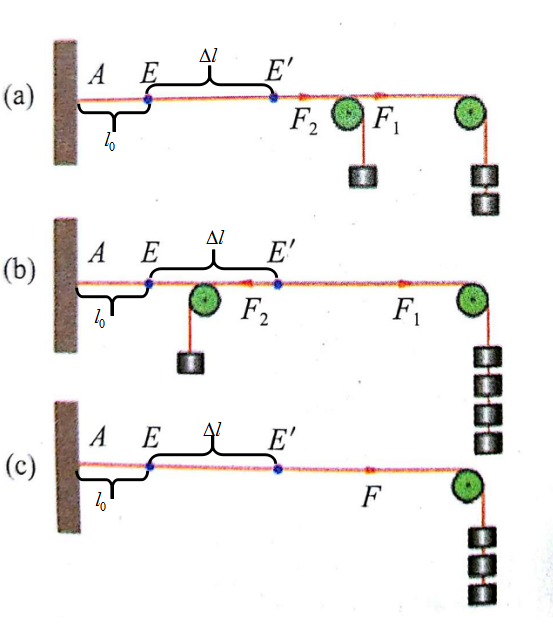 Δl
(a) A E E′
F₂ F₁
l₀
Δl
(b) A E E′
l₀ F₂ F₁
Δl
(c) A E E′
l₀ F